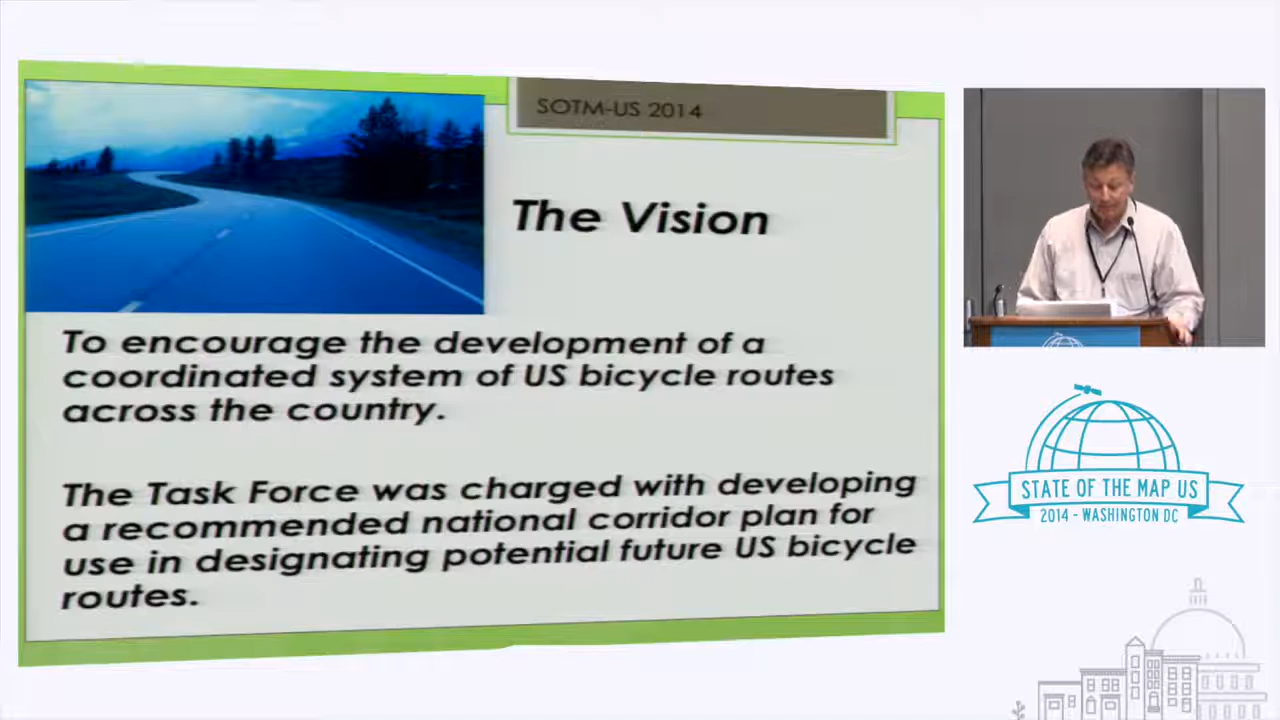 SOTM-US 2014
The Vision
To encourage the development of a
coordinated system of US bicycle routes
across the country.
The Task Force was charged with developing
a recommended national corridor plan for
use in designating potential future US bicycle
routes.
STATE OF THE MAP US
2014 - WASHINGTON DC